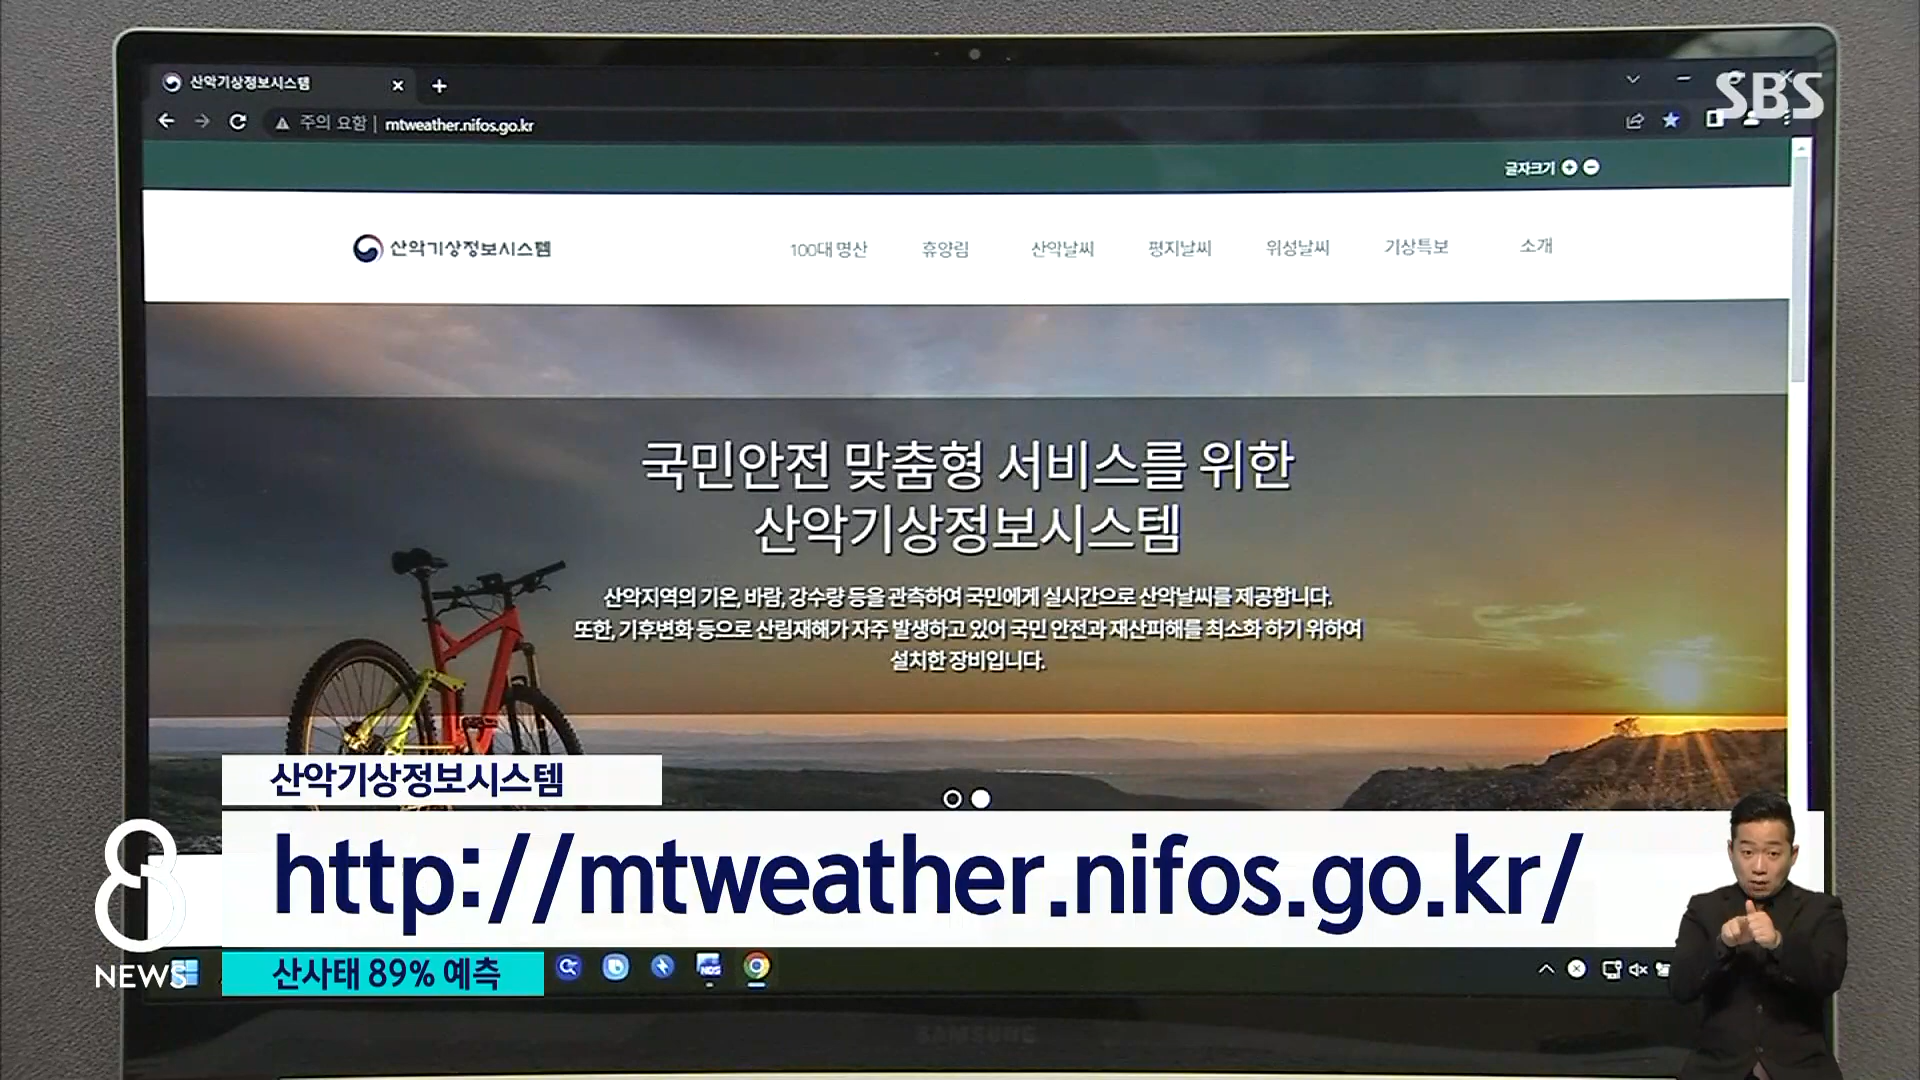 산악기상정보시스템
SBS
주의 요함 | mtweather.nifos.go.kr
글자크기
산악기상정보시스템
100대 명산 휴양림 산악날씨 평지날씨 위성날씨 기상특보 소개
국민안전 맞춤형 서비스를 위한
산악기상정보시스템
산악지역의 기온, 바람, 강수량 등을 관측하여 국민에게 실시간으로 산악날씨를 제공합니다.
또한, 기후변화 등으로 산림재해가 자주 발생하고 있어 국민 안전과 재산피해를 최소화 하기 위하여
설치한 장비입니다.
산악기상정보시스템
http://mtweather.nifos.go.kr/
8
NEWS
산사태 89% 예측
NOS
SAMSUNG